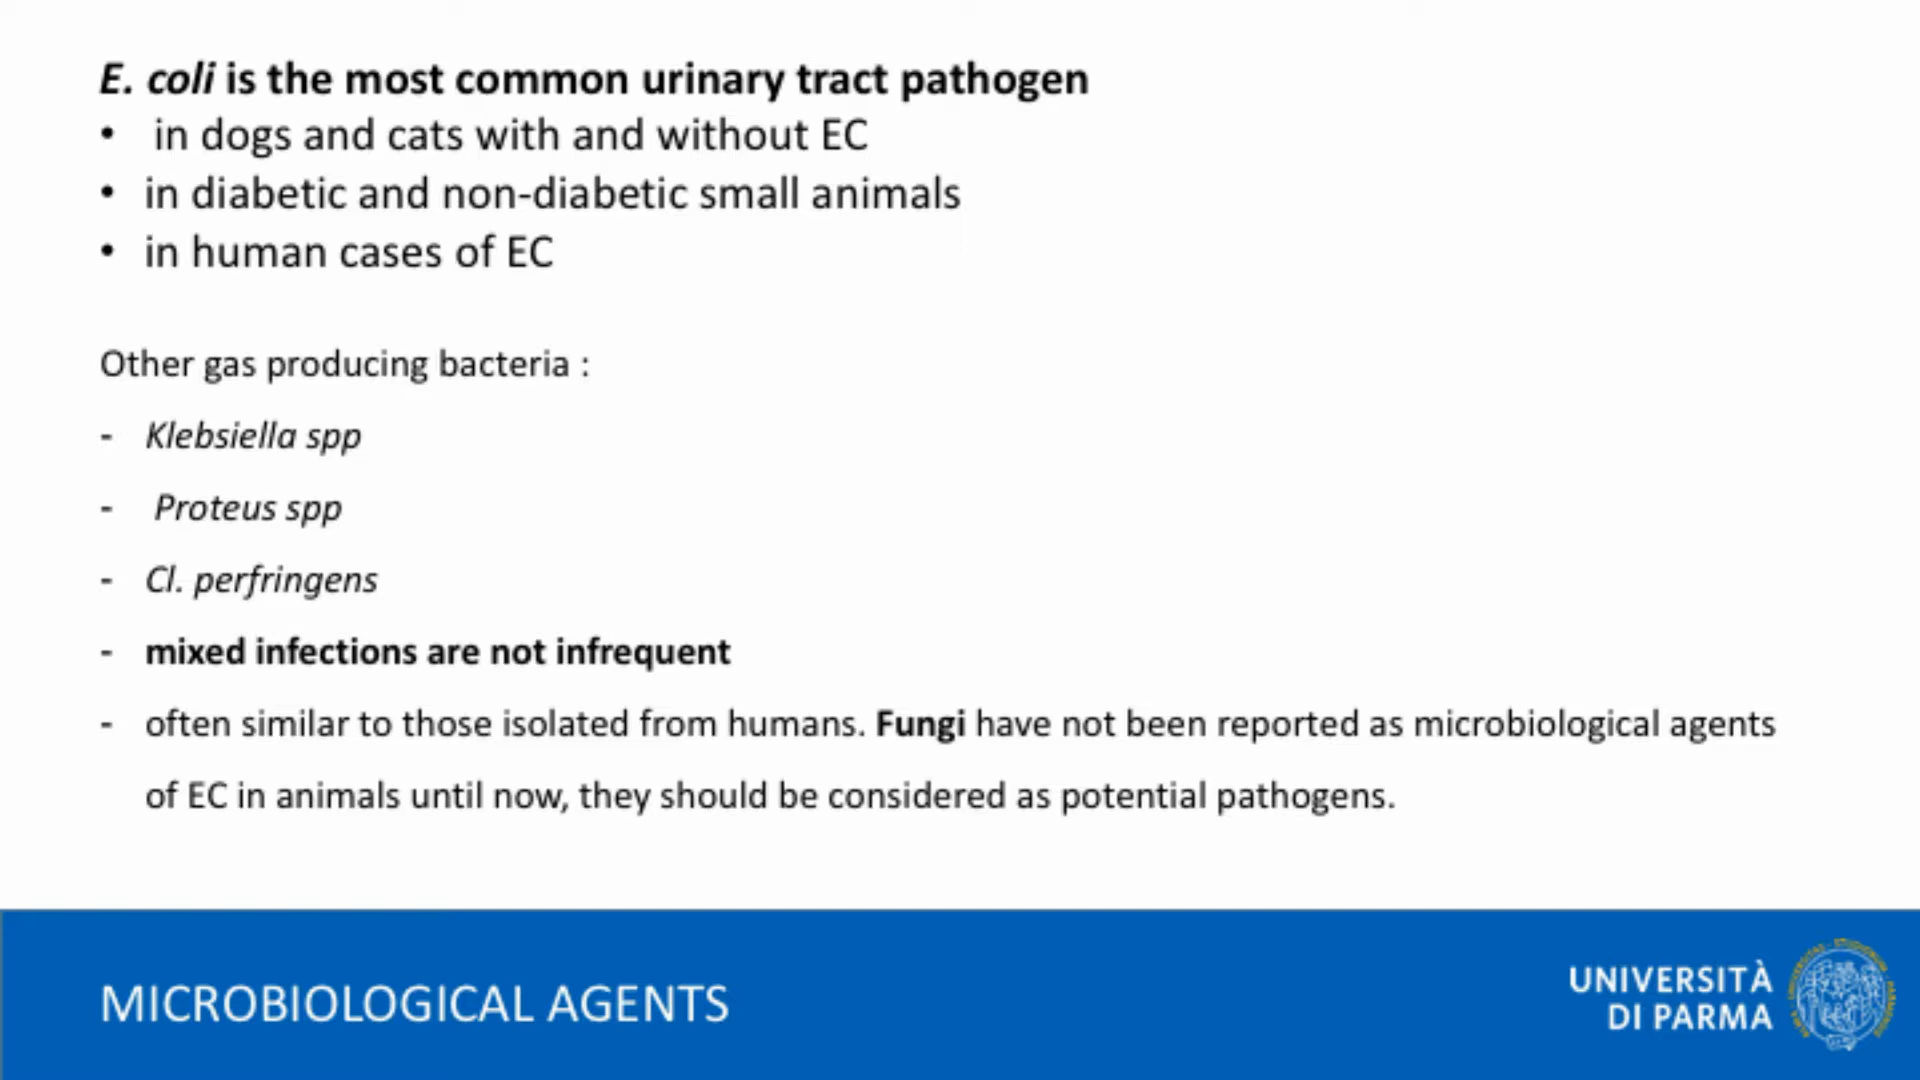 E. coli is the most common urinary tract pathogen
• in dogs and cats with and without EC
• in diabetic and non-diabetic small animals
• in human cases of EC
Other gas producing bacteria :
- Klebsiella spp
- Proteus spp
- Cl. perfringens
- mixed infections are not infrequent
- often similar to those isolated from humans. Fungi have not been reported as microbiological agents
of EC in animals until now, they should be considered as potential pathogens.
MICROBIOLOGICAL AGENTS
UNIVERSITÀ
DI PARMA